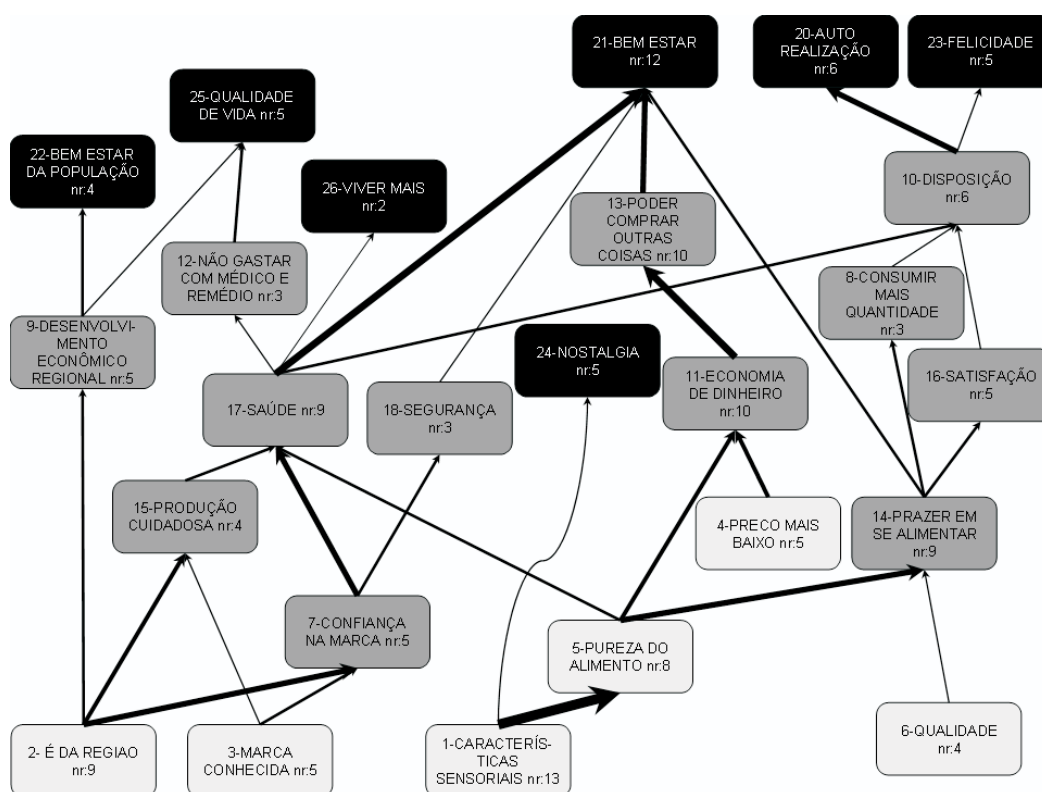 21-BEM ESTAR
nr:12
20-AUTO
REALIZAÇÃO
nr:6
23-FELICIDADE
nr:5
25-QUALIDADE
DE VIDA nr:5
22-BEM ESTAR
DA POPULAÇÃO
nr:4
26-VIVER MAIS
nr:2
10-DISPOSIÇÃO
nr:6
13-PODER
COMPRAR
OUTRAS
COISAS nr:10
12-NÃO GASTAR
COM MÉDICO E
REMÉDIO nr:3
8-CONSUMIR
MAIS
QUANTIDADE
nr:3
9-DESENVOLVI-
MENTO
ECONÔMICO
REGIONAL nr:5
24-NOSTALGIA
nr:5
11-ECONOMIA
DE DINHEIRO
nr:10
16-SATISFAÇÃO
nr:5
17-SAÚDE nr:9
18-SEGURANÇA
nr:3
15-PRODUÇÃO
CUIDADOSA nr:4
4-PRECO MAIS
BAIXO nr:5
14-PRAZER EM
SE ALIMENTAR
nr:9
7-CONFIANÇA
NA MARCA nr:5
5-PUREZA DO
ALIMENTO nr:8
2- É DA REGIAO
nr:9
3-MARCA
CONHECIDA nr:5
1-CARACTERÍS-
TICAS
SENSORIAIS nr:13
6-QUALIDADE
nr:4